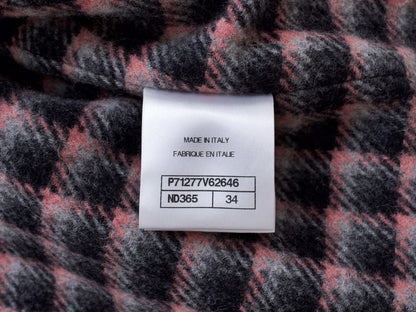 MADE IN ITALY
FABRIQUE EN ITALIE
P71277V62646
ND365 34